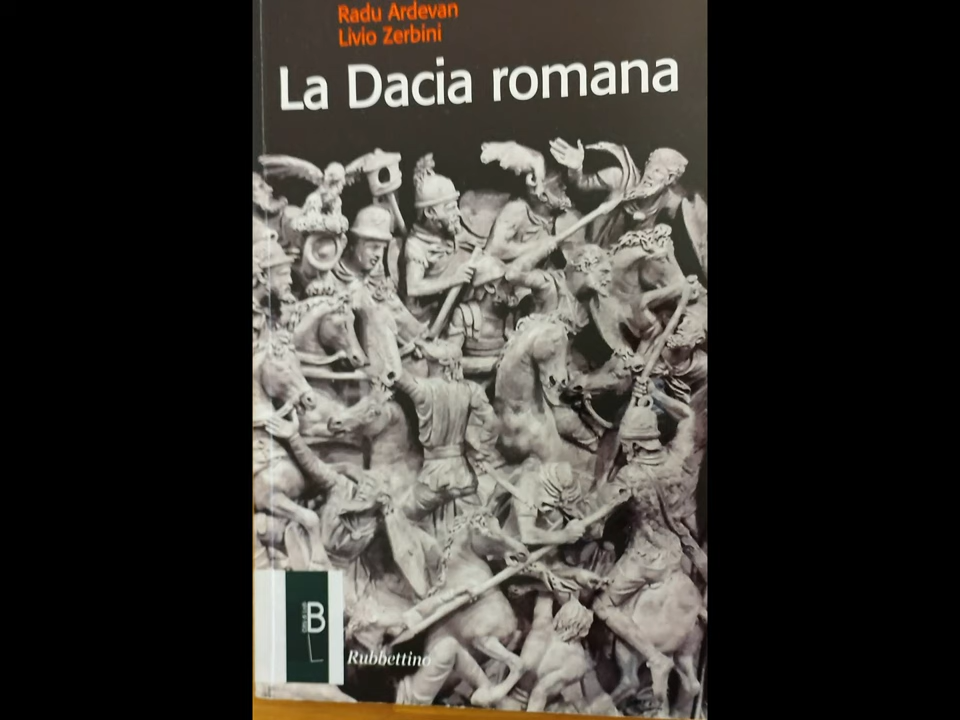 Radu Ardevan
Livio Zerbini
La Dacia romana
B
Rubbettino